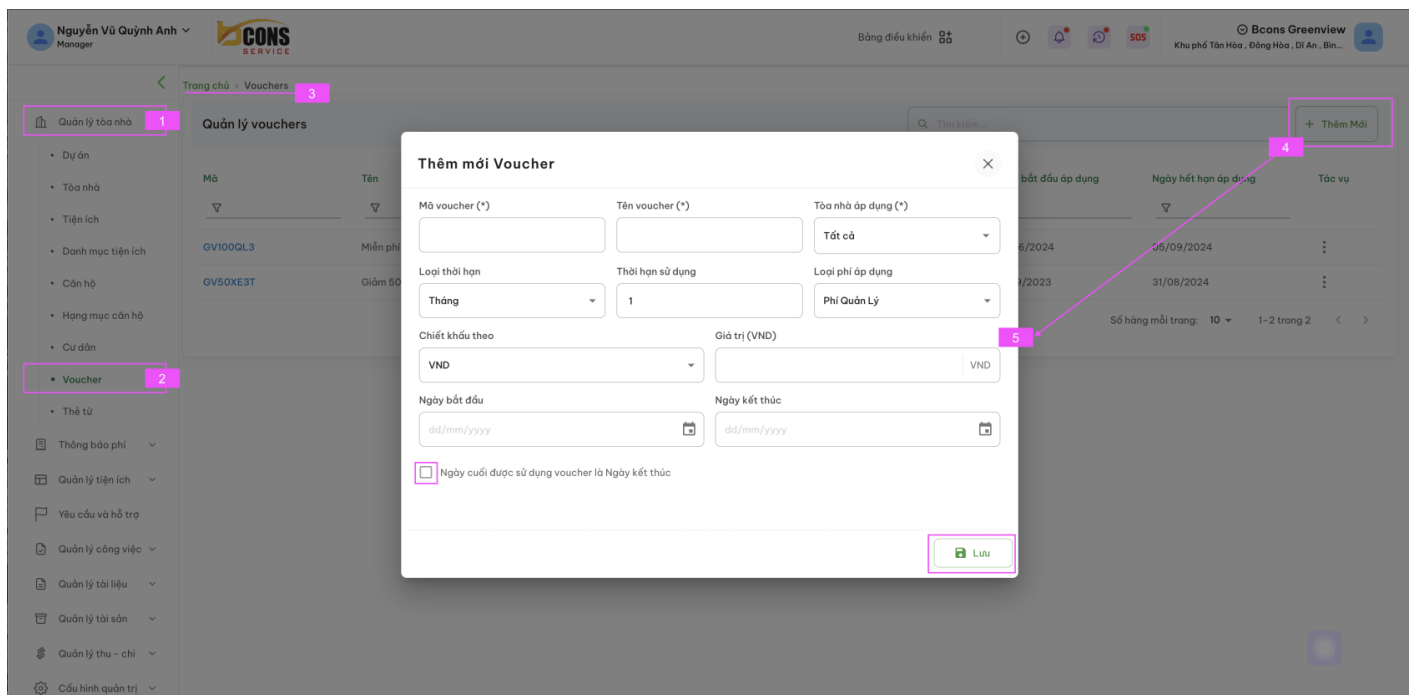 Nguyễn Vũ Quỳnh Anh
Manager
BCONS
SERVICE
Bảng điều khiển
SOS
Bcons Greenview
Khu phố Tân Hòa , Đông Hòa , Dĩ An , Bìn...
Trang chủ > Vouchers
3
Quản lý tòa nhà
1
Quản lý vouchers
Tìm kiếm...
+ Thêm Mới
4
• Dự án
• Tòa nhà
• Tiện ích
• Danh mục tiện ích
• Căn hộ
• Hạng mục căn hộ
• Cư dân
• Voucher
2
• Thẻ từ
Thông báo phí
Quản lý tiện ích
Yêu cầu và hỗ trợ
Quản lý công việc
Quản lý tài liệu
Quản lý tài sản
Quản lý thu - chi
Cấu hình quản trị
Mã
Tên
bắt đầu áp dụng
Ngày hết hạn áp dụng
Tác vụ
GV100QL3
Miễn phí
6/2024
05/09/2024
GV50XE3T
Giảm 50
9/2023
31/08/2024
Số hàng mỗi trang: 10
1-2 trong 2
Thêm mới Voucher
Mã voucher (*)
Tên voucher (*)
Tòa nhà áp dụng (*)
Tất cả
Loại thời hạn
Thời hạn sử dụng
Loại phí áp dụng
Tháng
1
Phí Quản Lý
Chiết khấu theo
Giá trị (VND)
5
VND
VND
Ngày bắt đầu
Ngày kết thúc
dd/mm/yyyy
dd/mm/yyyy
Ngày cuối được sử dụng voucher là Ngày kết thúc
Lưu